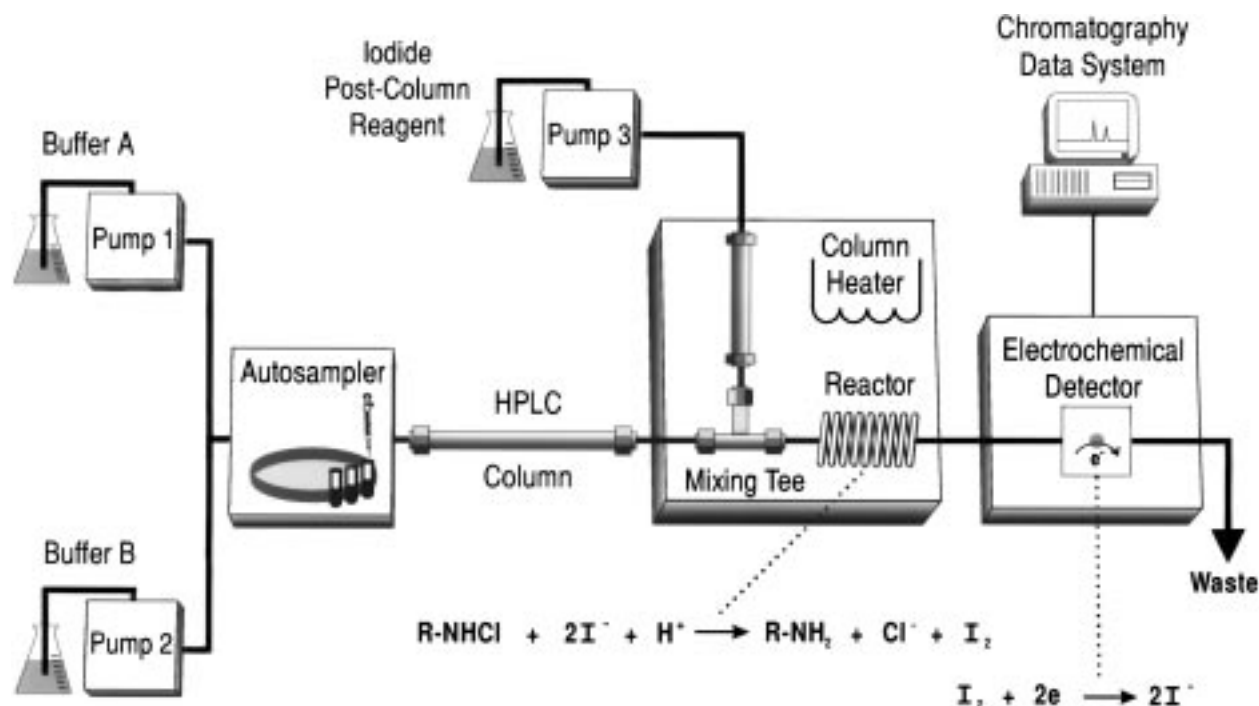 Chromatography
Data System
Iodide
Post-Column
Reagent
Pump 3
Buffer A
Pump 1
Column
Heater
Autosampler
HPLC
Column
Reactor
Mixing Tee
Electrochemical
Detector
e⁻
Buffer B
Pump 2
Waste
R-NHCl + 2I⁻ + H⁺ → R-NH₂ + Cl⁻ + I₂
I₂ + 2e → 2I⁻